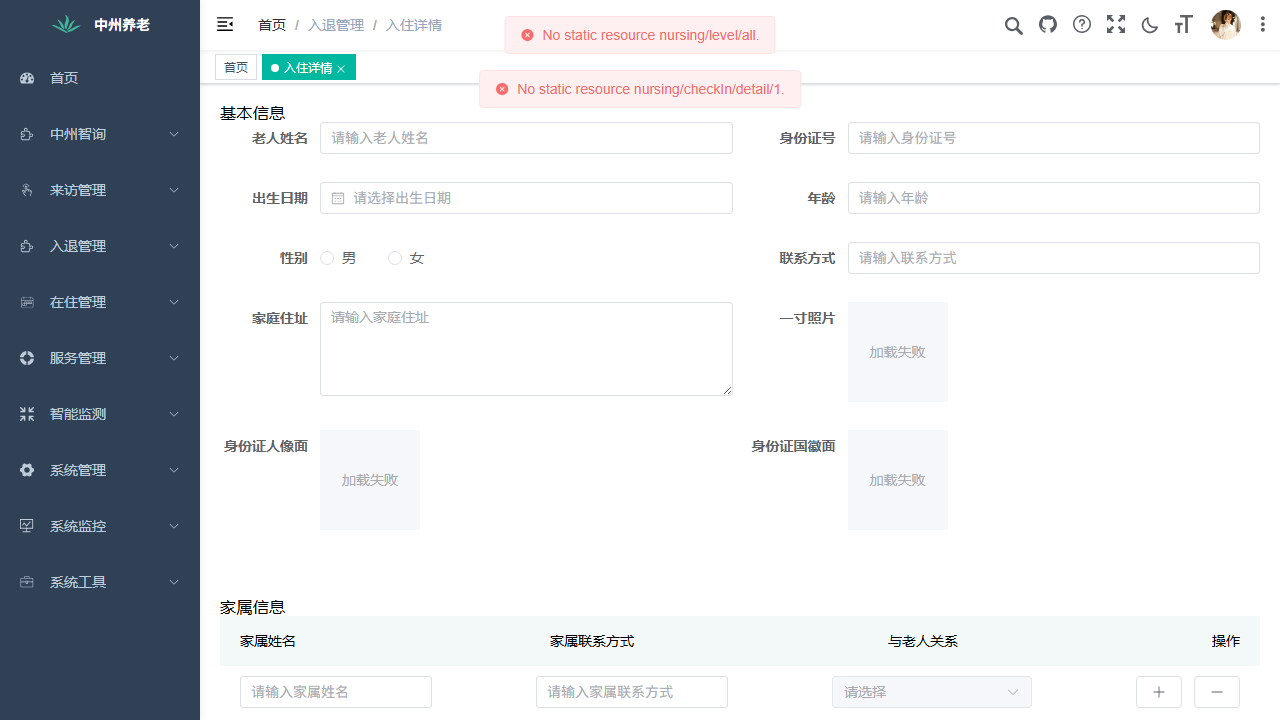 中州养老
首页
中州智询
来访管理
入退管理
在住管理
服务管理
智能监测
系统管理
系统监控
系统工具
首页 / 入退管理 / 入住详情
No static resource nursing/level/all.
首页
入住详情
No static resource nursing/checkIn/detail/1.
基本信息
老人姓名 请输入老人姓名
身份证号 请输入身份证号
出生日期 请选择出生日期
年龄 请输入年龄
性别 男 女
联系方式 请输入联系方式
家庭住址 请输入家庭住址
一寸照片 加载失败
身份证人像面 加载失败
身份证国徽面 加载失败
家属信息
家属姓名 家属联系方式 与老人关系 操作
请输入家属姓名 请输入家属联系方式 请选择